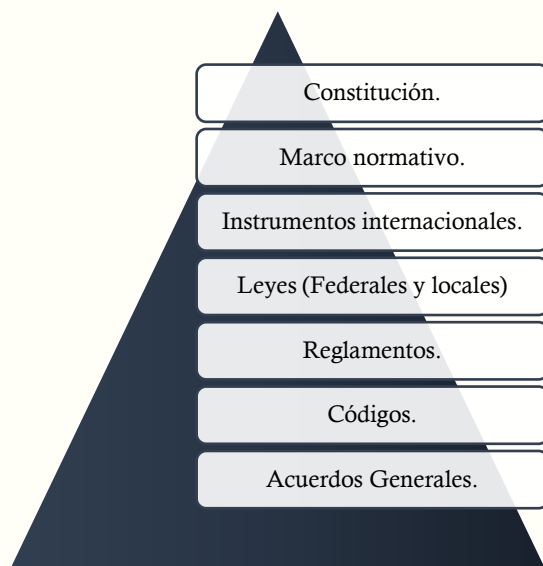 Constitución.
Marco normativo.
Instrumentos internacionales.
Leyes (Federales y locales)
Reglamentos.
Códigos.
Acuerdos Generales.